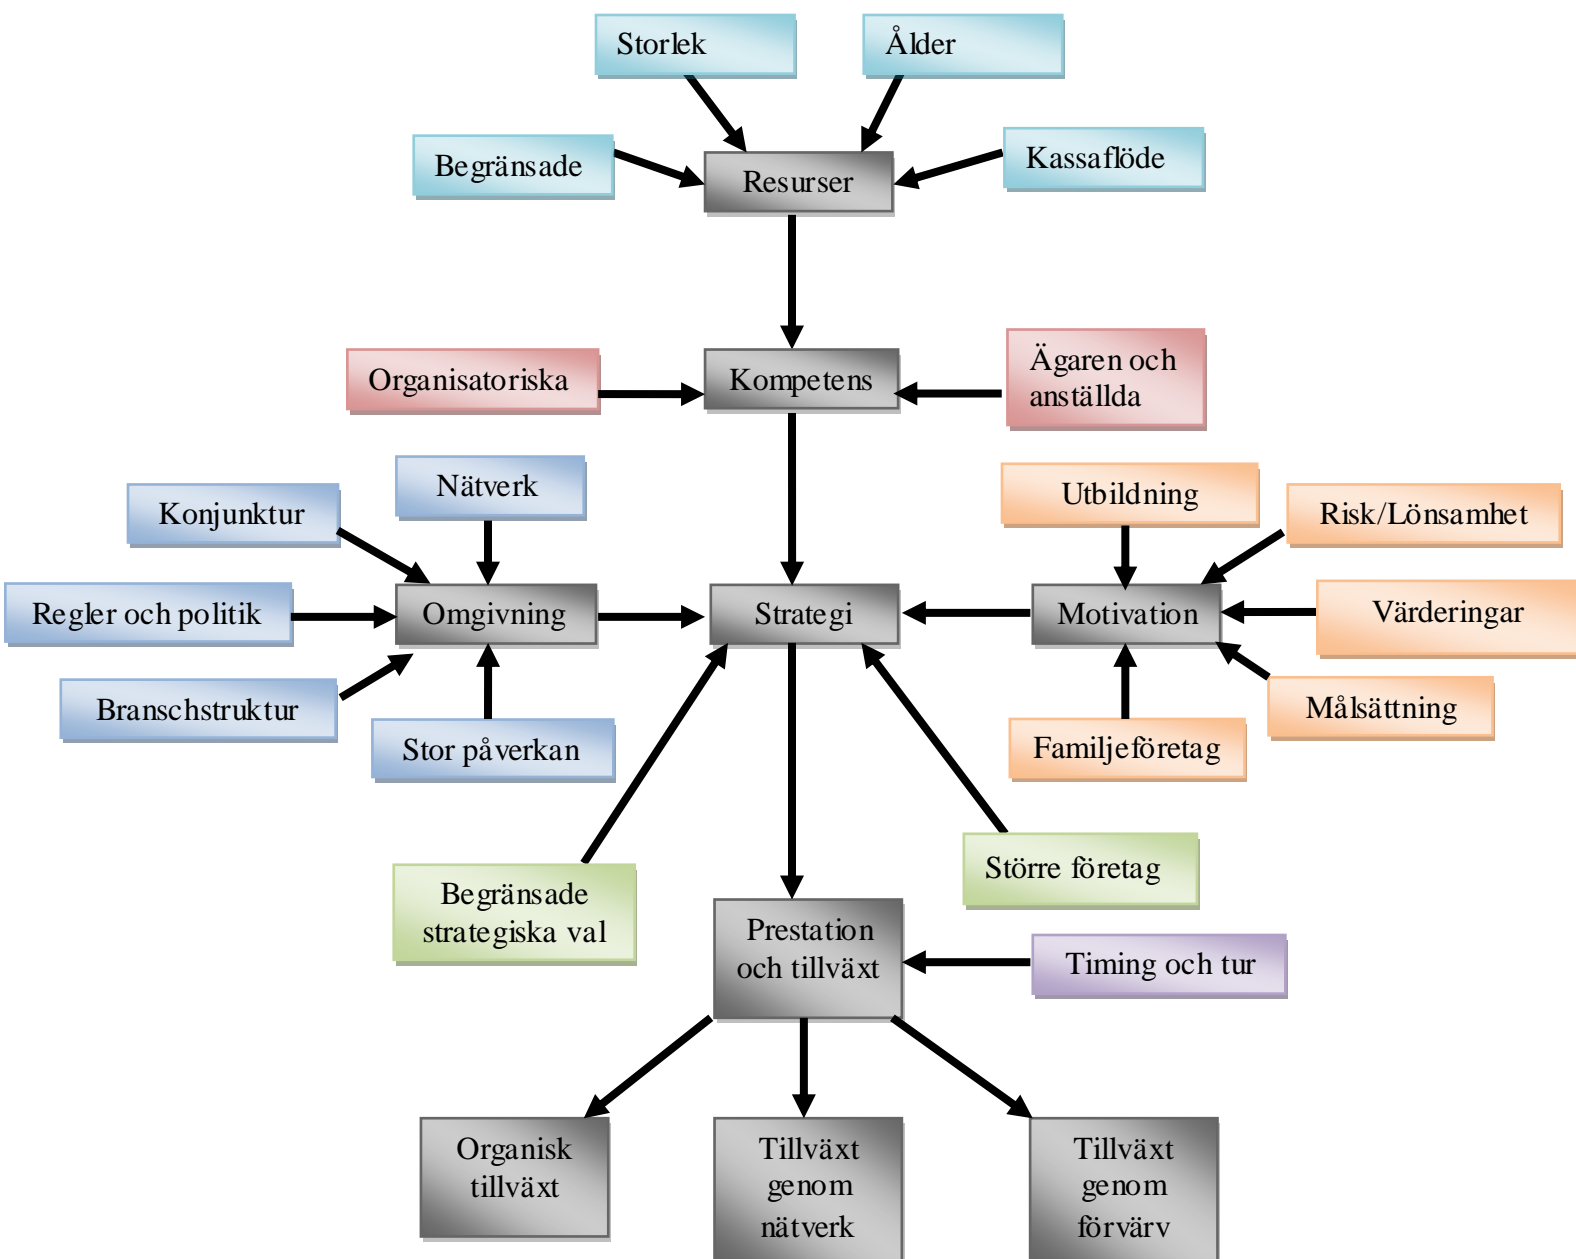 Storlek
Ålder
Begränsade
Kassaflöde
Resurser
Organisatoriska
Kompetens
Ägaren och
anställda
Konjunktur
Nätverk
Utbildning
Risk/Lönsamhet
Regler och politik
Omgivning
Strategi
Motivation
Värderingar
Branschstruktur
Stor påverkan
Familjeföretag
Målsättning
Begränsade
strategiska val
Större företag
Prestation
och tillväxt
Timing och tur
Organisk
tillväxt
Tillväxt
genom
nätverk
Tillväxt
genom
förvärv